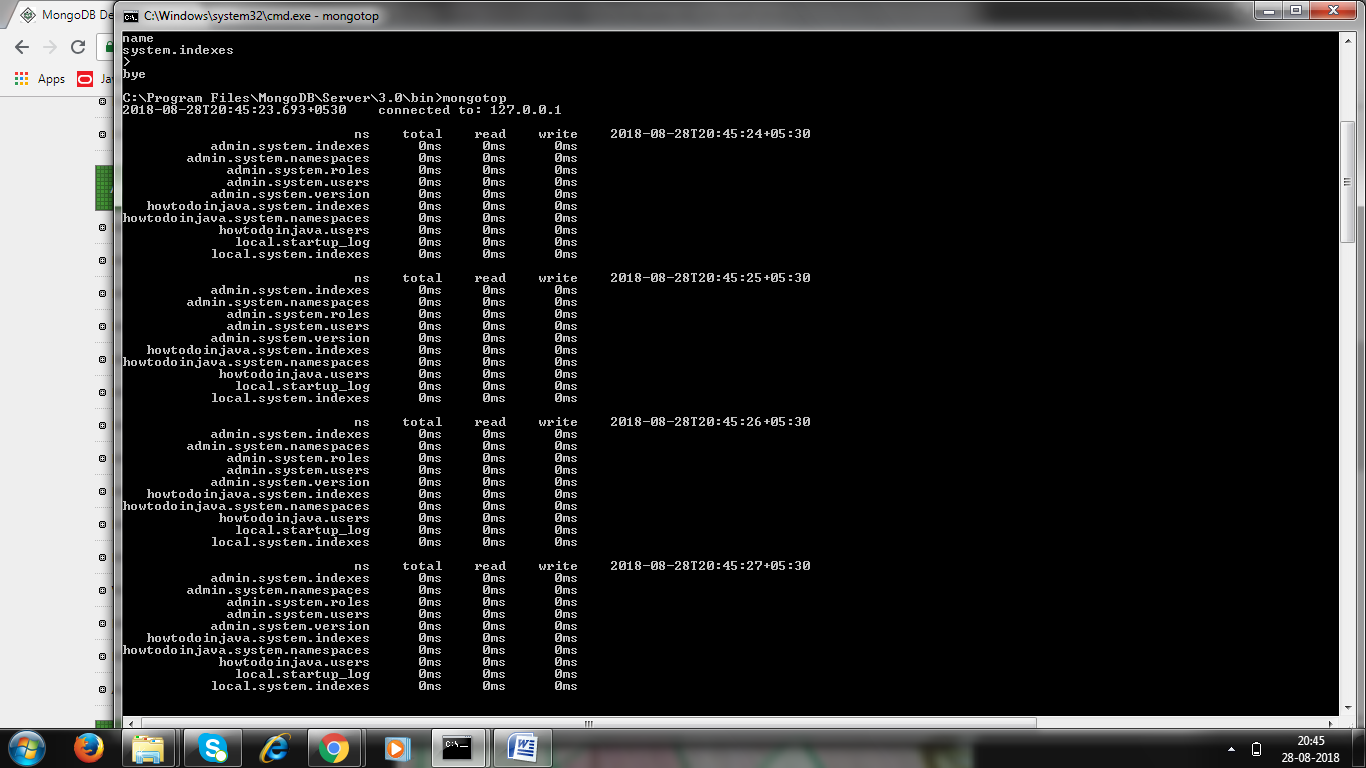 MongoDB De
C:\Windows\system32\cmd.exe - mongotop
Apps
Ja
name
system.indexes
>
bye
C:\Program Files\MongoDB\Server\3.0\bin>mongotop
2018-08-28T20:45:23.693+0530 connected to: 127.0.0.1
ns total read write 2018-08-28T20:45:24+05:30
admin.system.indexes 0ms 0ms 0ms
admin.system.namespaces 0ms 0ms 0ms
admin.system.roles 0ms 0ms 0ms
admin.system.users 0ms 0ms 0ms
admin.system.version 0ms 0ms 0ms
howtodoinjava.system.indexes 0ms 0ms 0ms
howtodoinjava.system.namespaces 0ms 0ms 0ms
howtodoinjava.users 0ms 0ms 0ms
local.startup_log 0ms 0ms 0ms
local.system.indexes 0ms 0ms 0ms
ns total read write 2018-08-28T20:45:25+05:30
admin.system.indexes 0ms 0ms 0ms
admin.system.namespaces 0ms 0ms 0ms
admin.system.roles 0ms 0ms 0ms
admin.system.users 0ms 0ms 0ms
admin.system.version 0ms 0ms 0ms
howtodoinjava.system.indexes 0ms 0ms 0ms
howtodoinjava.system.namespaces 0ms 0ms 0ms
howtodoinjava.users 0ms 0ms 0ms
local.startup_log 0ms 0ms 0ms
local.system.indexes 0ms 0ms 0ms
ns total read write 2018-08-28T20:45:26+05:30
admin.system.indexes 0ms 0ms 0ms
admin.system.namespaces 0ms 0ms 0ms
admin.system.roles 0ms 0ms 0ms
admin.system.users 0ms 0ms 0ms
admin.system.version 0ms 0ms 0ms
howtodoinjava.system.indexes 0ms 0ms 0ms
howtodoinjava.system.namespaces 0ms 0ms 0ms
howtodoinjava.users 0ms 0ms 0ms
local.startup_log 0ms 0ms 0ms
local.system.indexes 0ms 0ms 0ms
ns total read write 2018-08-28T20:45:27+05:30
admin.system.indexes 0ms 0ms 0ms
admin.system.namespaces 0ms 0ms 0ms
admin.system.roles 0ms 0ms 0ms
admin.system.users 0ms 0ms 0ms
admin.system.version 0ms 0ms 0ms
howtodoinjava.system.indexes 0ms 0ms 0ms
howtodoinjava.system.namespaces 0ms 0ms 0ms
howtodoinjava.users 0ms 0ms 0ms
local.startup_log 0ms 0ms 0ms
local.system.indexes 0ms 0ms 0ms
20:45
28-08-2018